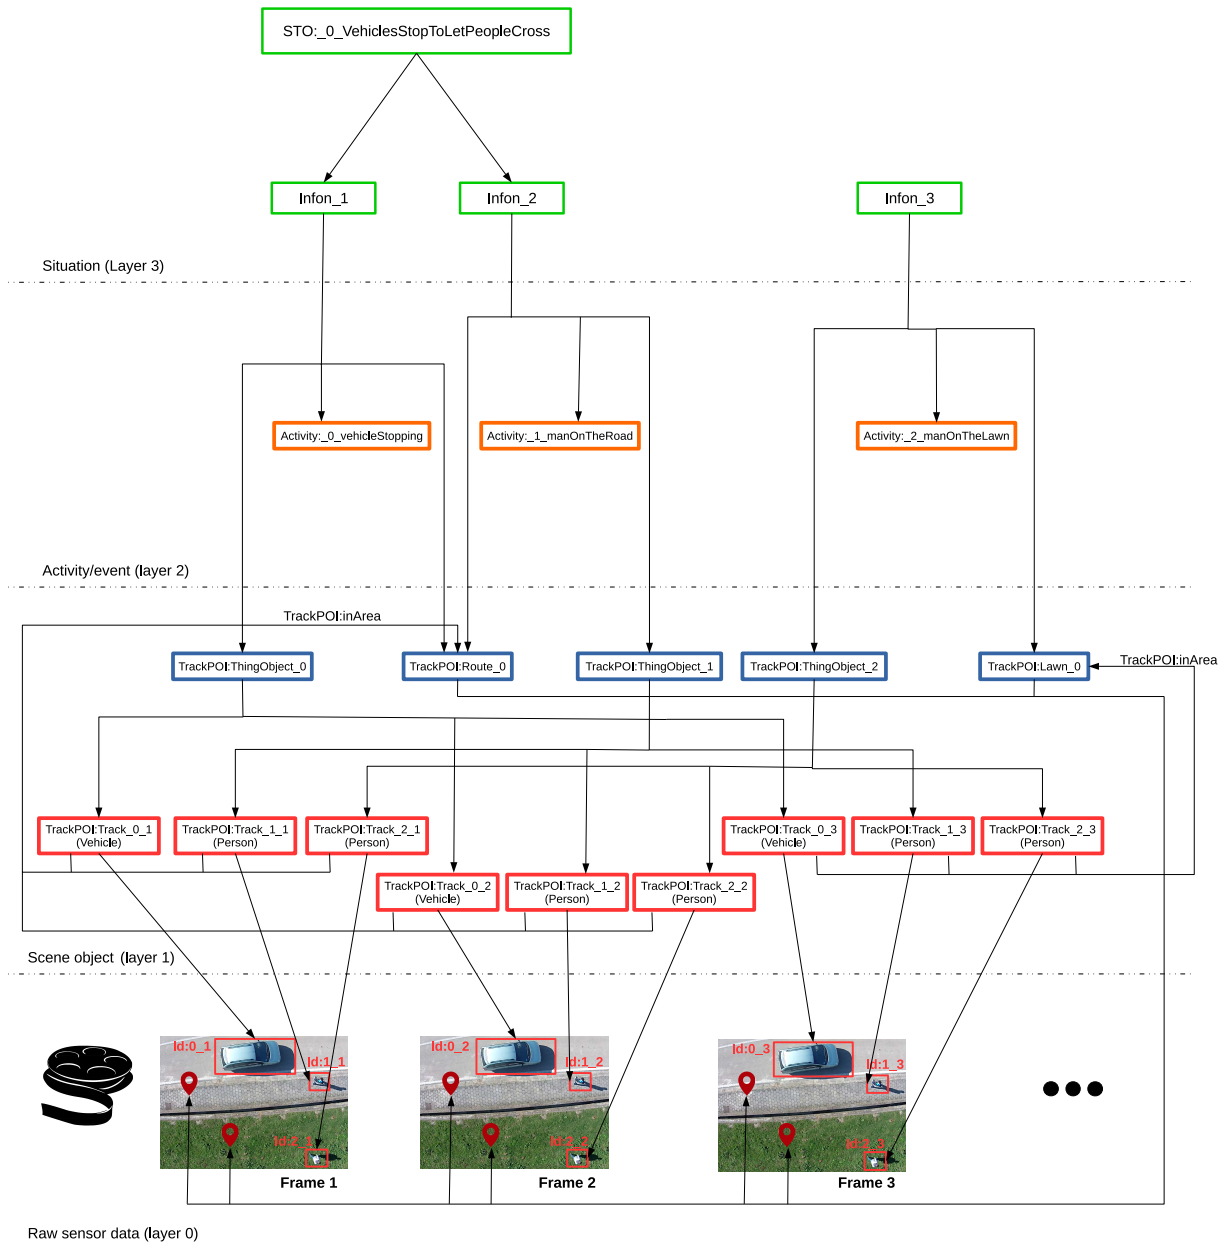 STO:_0_VehiclesStopToLetPeopleCross
Infon_1
Infon_2
Infon_3
Situation (Layer 3)
Activity:_0_vehicleStopping
Activity:_1_manOnTheRoad
Activity:_2_manOnTheLawn
Activity/event (layer 2)
TrackPOI:inArea
TrackPOI:ThingObject_0
TrackPOI:Route_0
TrackPOI:ThingObject_1
TrackPOI:ThingObject_2
TrackPOI:Lawn_0
TrackPOI:inArea
TrackPOI:Track_0_1
(Vehicle)
TrackPOI:Track_1_1
(Person)
TrackPOI:Track_2_1
(Person)
TrackPOI:Track_0_3
(Vehicle)
TrackPOI:Track_1_3
(Person)
TrackPOI:Track_2_3
(Person)
TrackPOI:Track_0_2
(Vehicle)
TrackPOI:Track_1_2
(Person)
TrackPOI:Track_2_2
(Person)
Scene object (layer 1)
Id:0_1
Id:1_1
Id:2_1
Id:0_2
Id:1_2
Id:2_2
Id:0_3
Id:1_3
Id:2_3
Frame 1
Frame 2
Frame 3
Raw sensor data (layer 0)